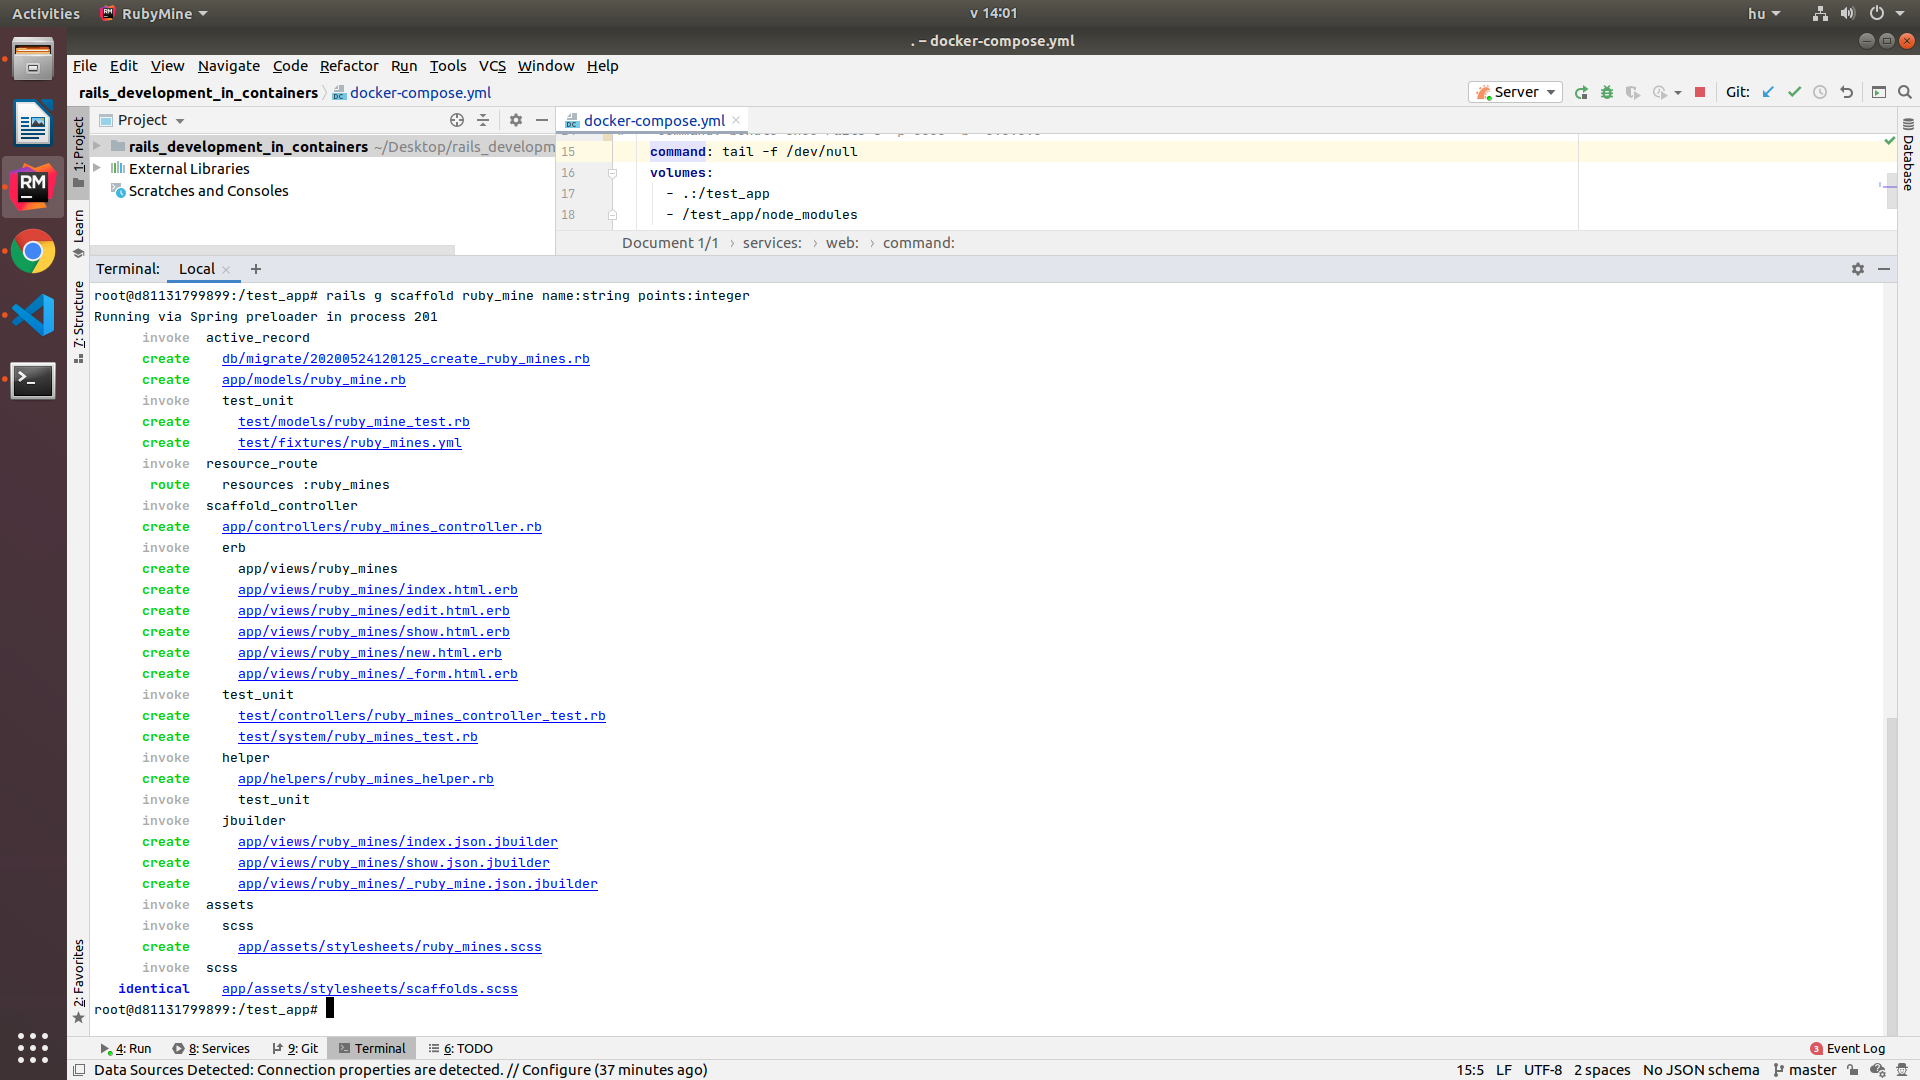 Activities RubyMine v 14:01 hu
. – docker-compose.yml
File Edit View Navigate Code Refactor Run Tools VCS Window Help
rails_development_in_containers docker-compose.yml Server Git:
1: Project
Learn
7: Structure
2: Favorites
Database
Project
rails_development_in_containers ~/Desktop/rails_developm
External Libraries
Scratches and Consoles
docker-compose.yml
15 command: tail -f /dev/null
16 volumes:
17 - .:/test_app
18 - /test_app/node_modules
Document 1/1 › services: › web: › command:
Terminal: Local +
root@d81131799899:/test_app# rails g scaffold ruby_mine name:string points:integer
Running via Spring preloader in process 201
invoke active_record
create db/migrate/20200524120125_create_ruby_mines.rb
create app/models/ruby_mine.rb
invoke test_unit
create test/models/ruby_mine_test.rb
create test/fixtures/ruby_mines.yml
invoke resource_route
route resources :ruby_mines
invoke scaffold_controller
create app/controllers/ruby_mines_controller.rb
invoke erb
create app/views/ruby_mines
create app/views/ruby_mines/index.html.erb
create app/views/ruby_mines/edit.html.erb
create app/views/ruby_mines/show.html.erb
create app/views/ruby_mines/new.html.erb
create app/views/ruby_mines/_form.html.erb
invoke test_unit
create test/controllers/ruby_mines_controller_test.rb
create test/system/ruby_mines_test.rb
invoke helper
create app/helpers/ruby_mines_helper.rb
invoke test_unit
invoke jbuilder
create app/views/ruby_mines/index.json.jbuilder
create app/views/ruby_mines/show.json.jbuilder
create app/views/ruby_mines/_ruby_mine.json.jbuilder
invoke assets
invoke scss
create app/assets/stylesheets/ruby_mines.scss
invoke scss
identical app/assets/stylesheets/scaffolds.scss
root@d81131799899:/test_app#
4: Run 8: Services 9: Git Terminal 6: TODO 3 Event Log
Data Sources Detected: Connection properties are detected. // Configure (37 minutes ago) 15:5 LF UTF-8 2 spaces No JSON schema master